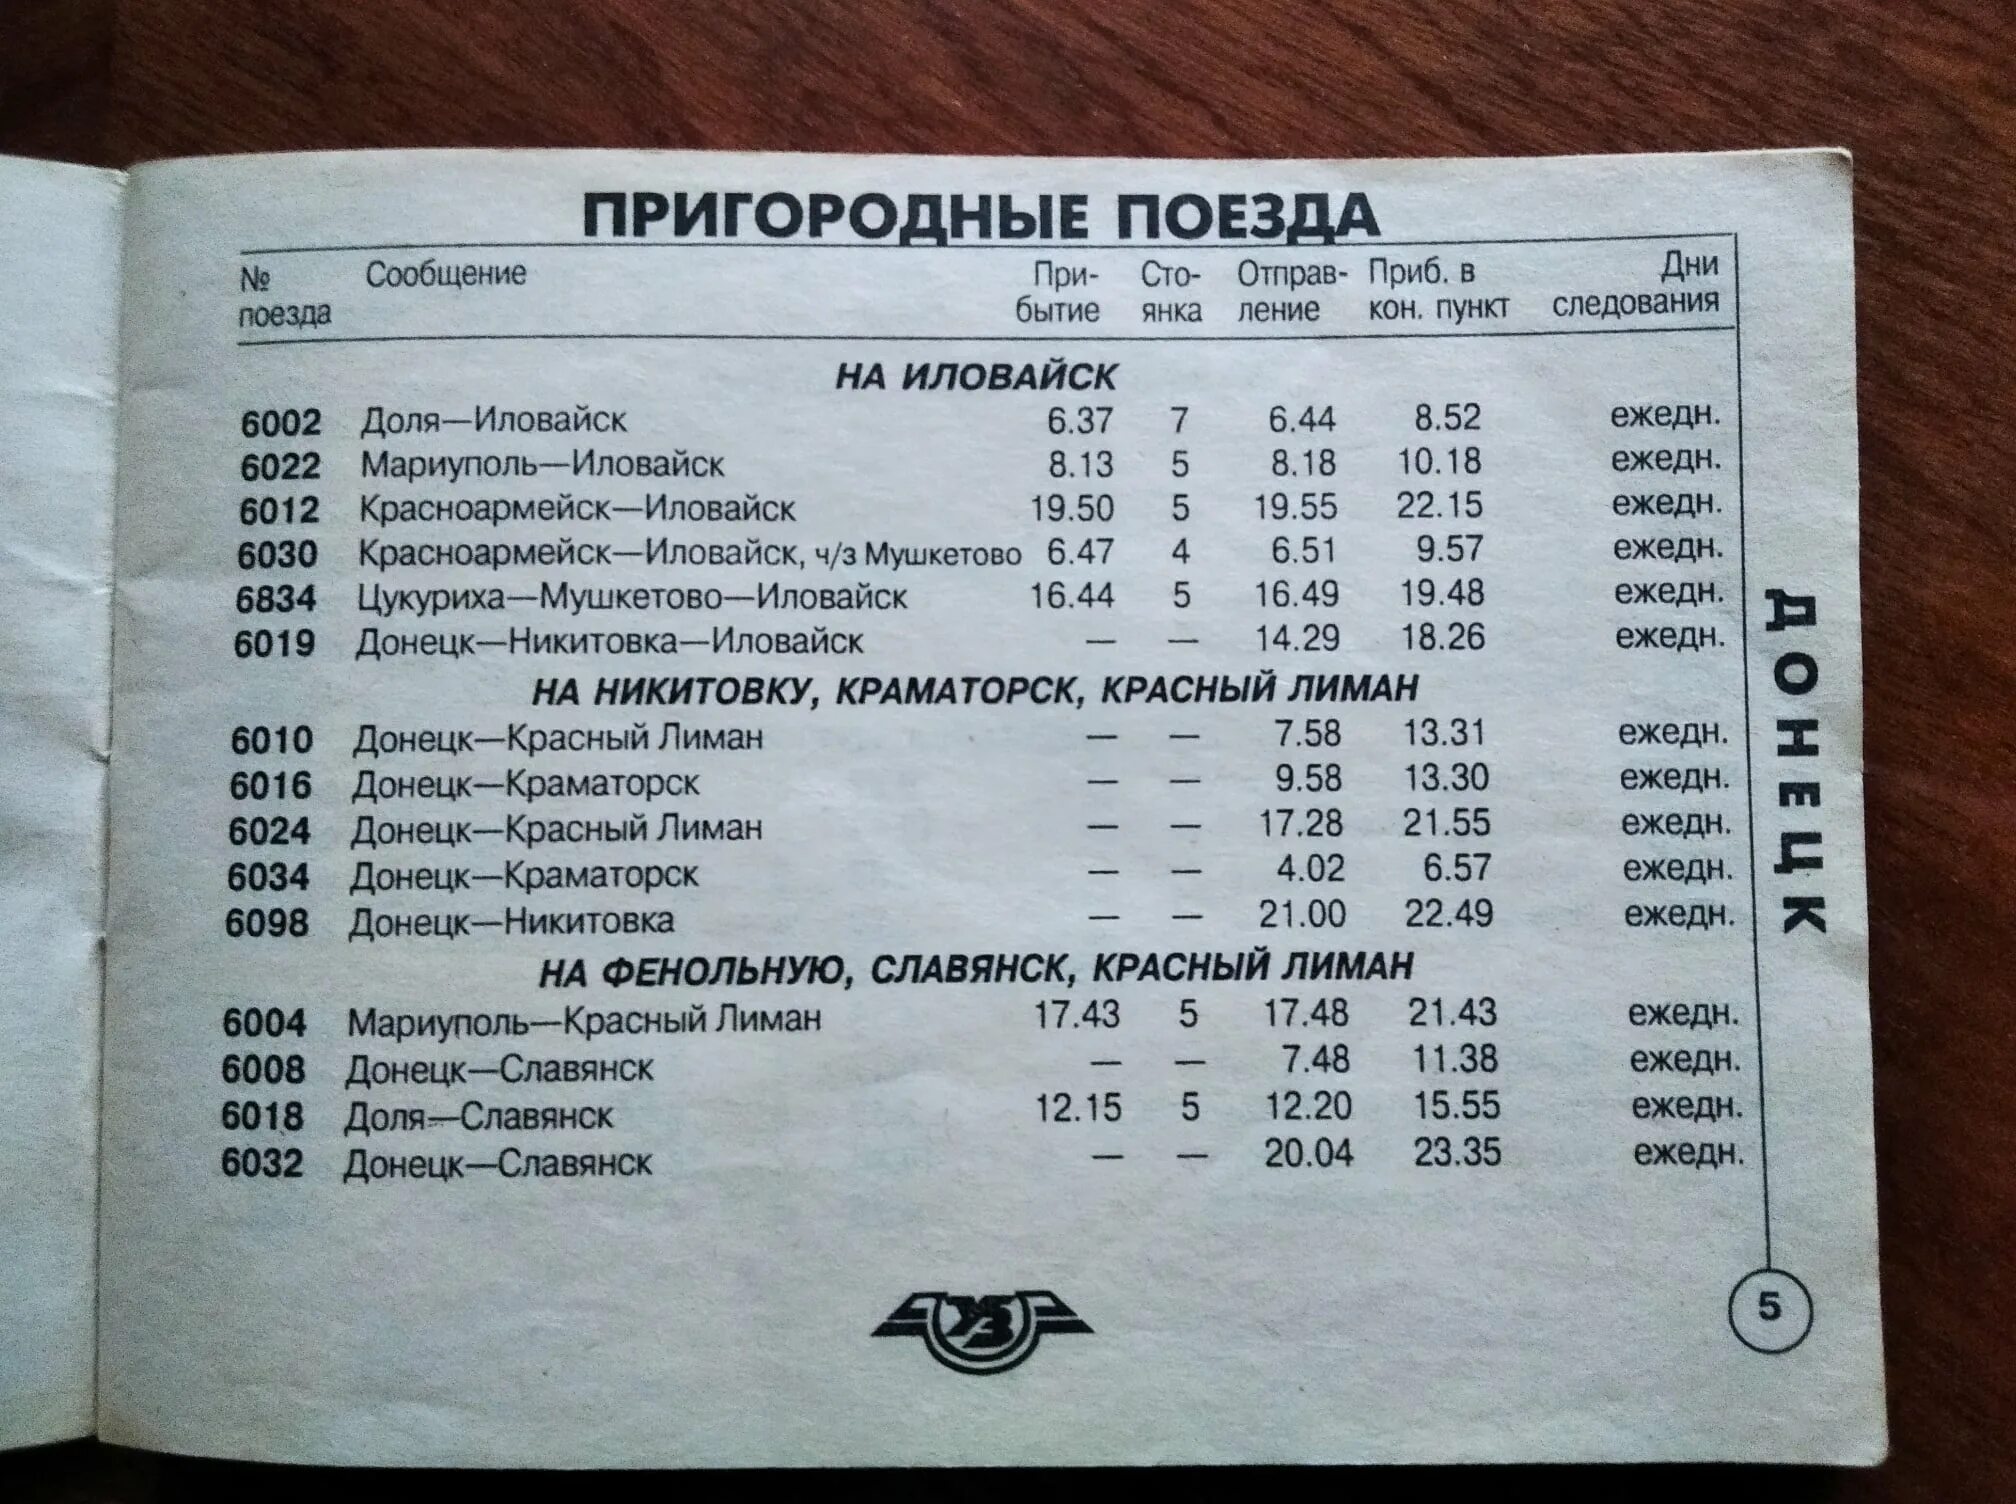 ПРИГОРОДНЫЕ ПОЕЗДА
№ поезда Сообщение При-бытие Сто-янка Отправ-ление Приб. в кон. пункт Дни следования
НА ИЛОВАЙСК
6002 Доля—Иловайск 6.37 7 6.44 8.52 ежедн.
6022 Мариуполь—Иловайск 8.13 5 8.18 10.18 ежедн.
6012 Красноармейск—Иловайск 19.50 5 19.55 22.15 ежедн.
6030 Красноармейск—Иловайск, ч/з Мушкетово 6.47 4 6.51 9.57 ежедн.
6834 Цукуриха—Мушкетово—Иловайск 16.44 5 16.49 19.48 ежедн.
6019 Донецк—Никитовка—Иловайск — — 14.29 18.26 ежедн.
НА НИКИТОВКУ, КРАМАТОРСК, КРАСНЫЙ ЛИМАН
6010 Донецк—Красный Лиман — — 7.58 13.31 ежедн.
6016 Донецк—Краматорск — — 9.58 13.30 ежедн.
6024 Донецк—Красный Лиман — — 17.28 21.55 ежедн.
6034 Донецк—Краматорск — — 4.02 6.57 ежедн.
6098 Донецк—Никитовка — — 21.00 22.49 ежедн.
НА ФЕНОЛЬНУЮ, СЛАВЯНСК, КРАСНЫЙ ЛИМАН
6004 Мариуполь—Красный Лиман 17.43 5 17.48 21.43 ежедн.
6008 Донецк—Славянск — — 7.48 11.38 ежедн.
6018 Доля—Славянск 12.15 5 12.20 15.55 ежедн.
6032 Донецк—Славянск — — 20.04 23.35 ежедн.
ДОНЕЦК
УЗ
5